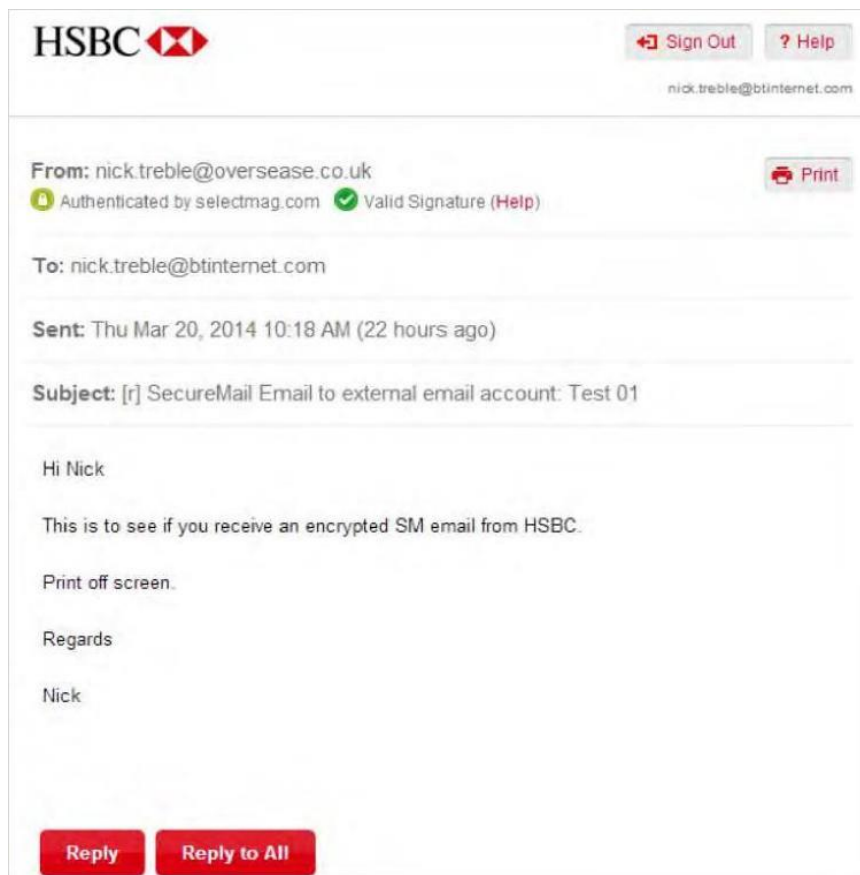 HSBC
Sign Out
? Help
nick.treble@btinternet.com
From: nick.treble@oversease.co.uk
Print
Authenticated by selectmag.com Valid Signature (Help)
To: nick.treble@btinternet.com
Sent: Thu Mar 20, 2014 10:18 AM (22 hours ago)
Subject: [r] SecureMail Email to external email account: Test 01
Hi Nick
This is to see if you receive an encrypted SM email from HSBC.
Print off screen.
Regards
Nick
Reply
Reply to All